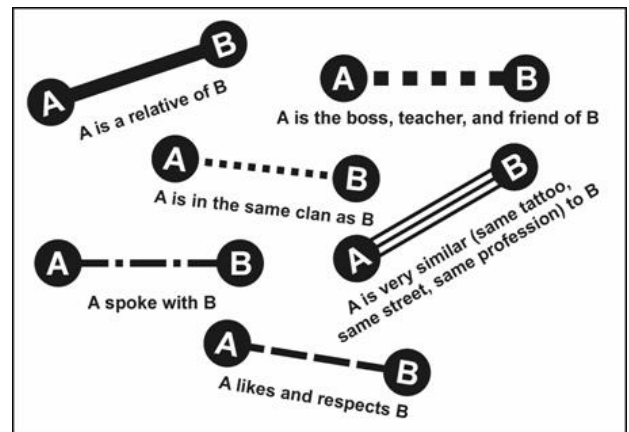 A B
A is a relative of B
A B
A is the boss, teacher, and friend of B
A B
A is in the same clan as B
A B
A is very similar (same tattoo,
same street, same profession) to B
A B
A spoke with B
A B
A likes and respects B